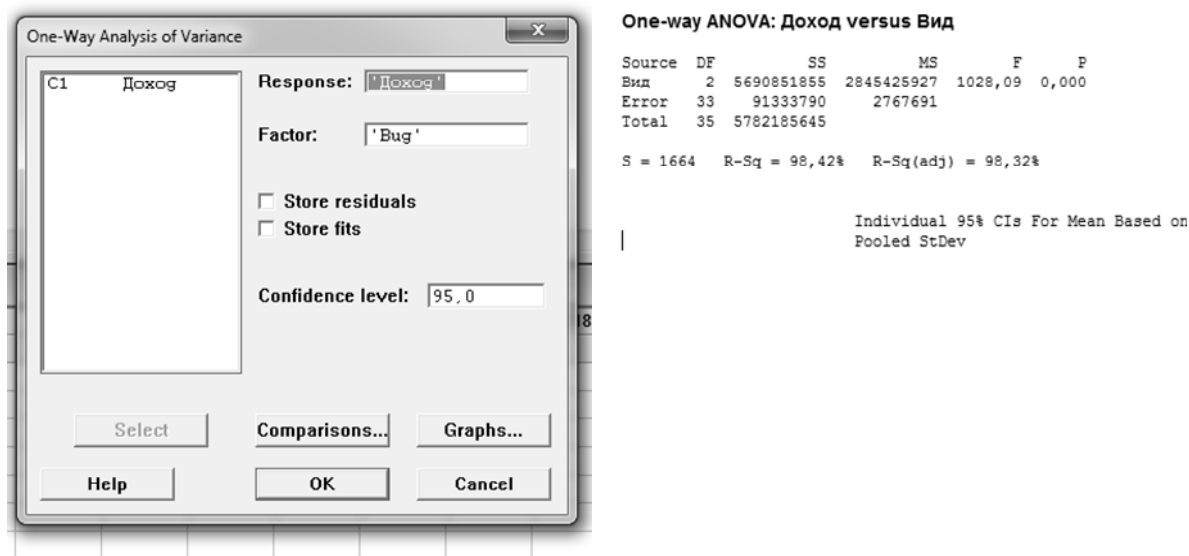 One-Way Analysis of Variance
x
C1 Доход
Response: 'Доход'
Factor: 'Вид'
Store residuals
Store fits
Confidence level: 95,0
Select
Comparisons...
Graphs...
Help
OK
Cancel
18
One-way ANOVA: Доход versus Вид
Source DF SS MS F P
Вид 2 5690851855 2845425927 1028,09 0,000
Error 33 91333790 2767691
Total 35 5782185645
S = 1664 R-Sq = 98,42% R-Sq(adj) = 98,32%
Individual 95% CIs For Mean Based on
Pooled StDev